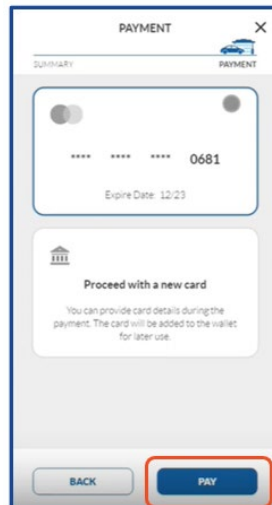 PAYMENT
SUMMARY
PAYMENT
**** **** **** 0681
Expire Date: 12/23
Proceed with a new card
You can provide card details during the
payment. The card will be added to the wallet
for later use.
BACK
PAY